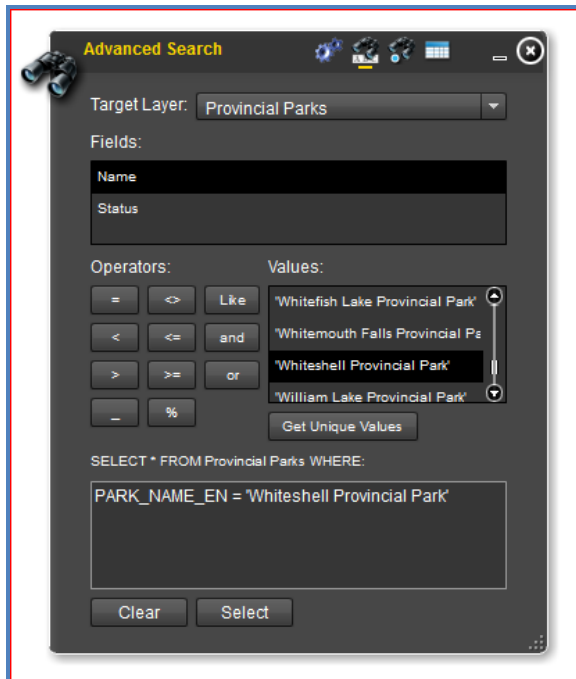 Advanced Search
Target Layer: Provincial Parks
Fields:
Name
Status
Operators: Values:
= <> Like
< <= and
> >= or
_ %
'Whitefish Lake Provincial Park'
'Whitemouth Falls Provincial Pa
'Whiteshell Provincial Park'
'William Lake Provincial Park'
Get Unique Values
SELECT * FROM Provincial Parks WHERE:
PARK_NAME_EN = 'Whiteshell Provincial Park'
Clear Select